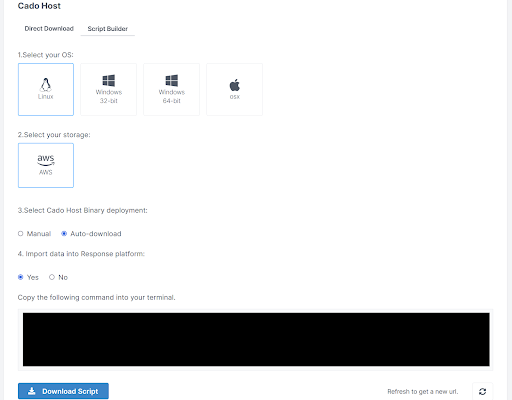 Cado Host
Direct Download Script Builder
1.Select your OS:
Linux
Windows
32-bit
Windows
64-bit
osx
2.Select your storage:
aws
AWS
3.Select Cado Host Binary deployment:
Manual Auto-download
4. Import data into Response platform:
Yes No
Copy the following command into your terminal.
Download Script
Refresh to get a new url.